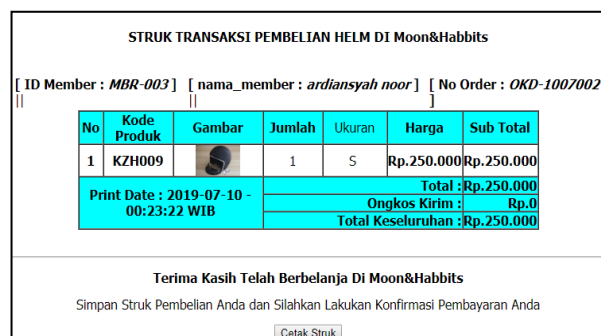 STRUK TRANSAKSI PEMBELIAN HELM DI Moon&Habbits
[ ID Member : MBR-003 ] [ nama_member : ardiansyah noor ] [ No Order : OKD-1007002
|| || ]
No Kode Produk Gambar Jumlah Ukuran Harga Sub Total
1 KZH009 1 S Rp.250.000 Rp.250.000
Print Date : 2019-07-10 - 00:23:22 WIB
Total : Rp.250.000
Ongkos Kirim : Rp.0
Total Keseluruhan : Rp.250.000
Terima Kasih Telah Berbelanja Di Moon&Habbits
Simpan Struk Pembelian Anda dan Silahkan Lakukan Konfirmasi Pembayaran Anda
Cetak Struk